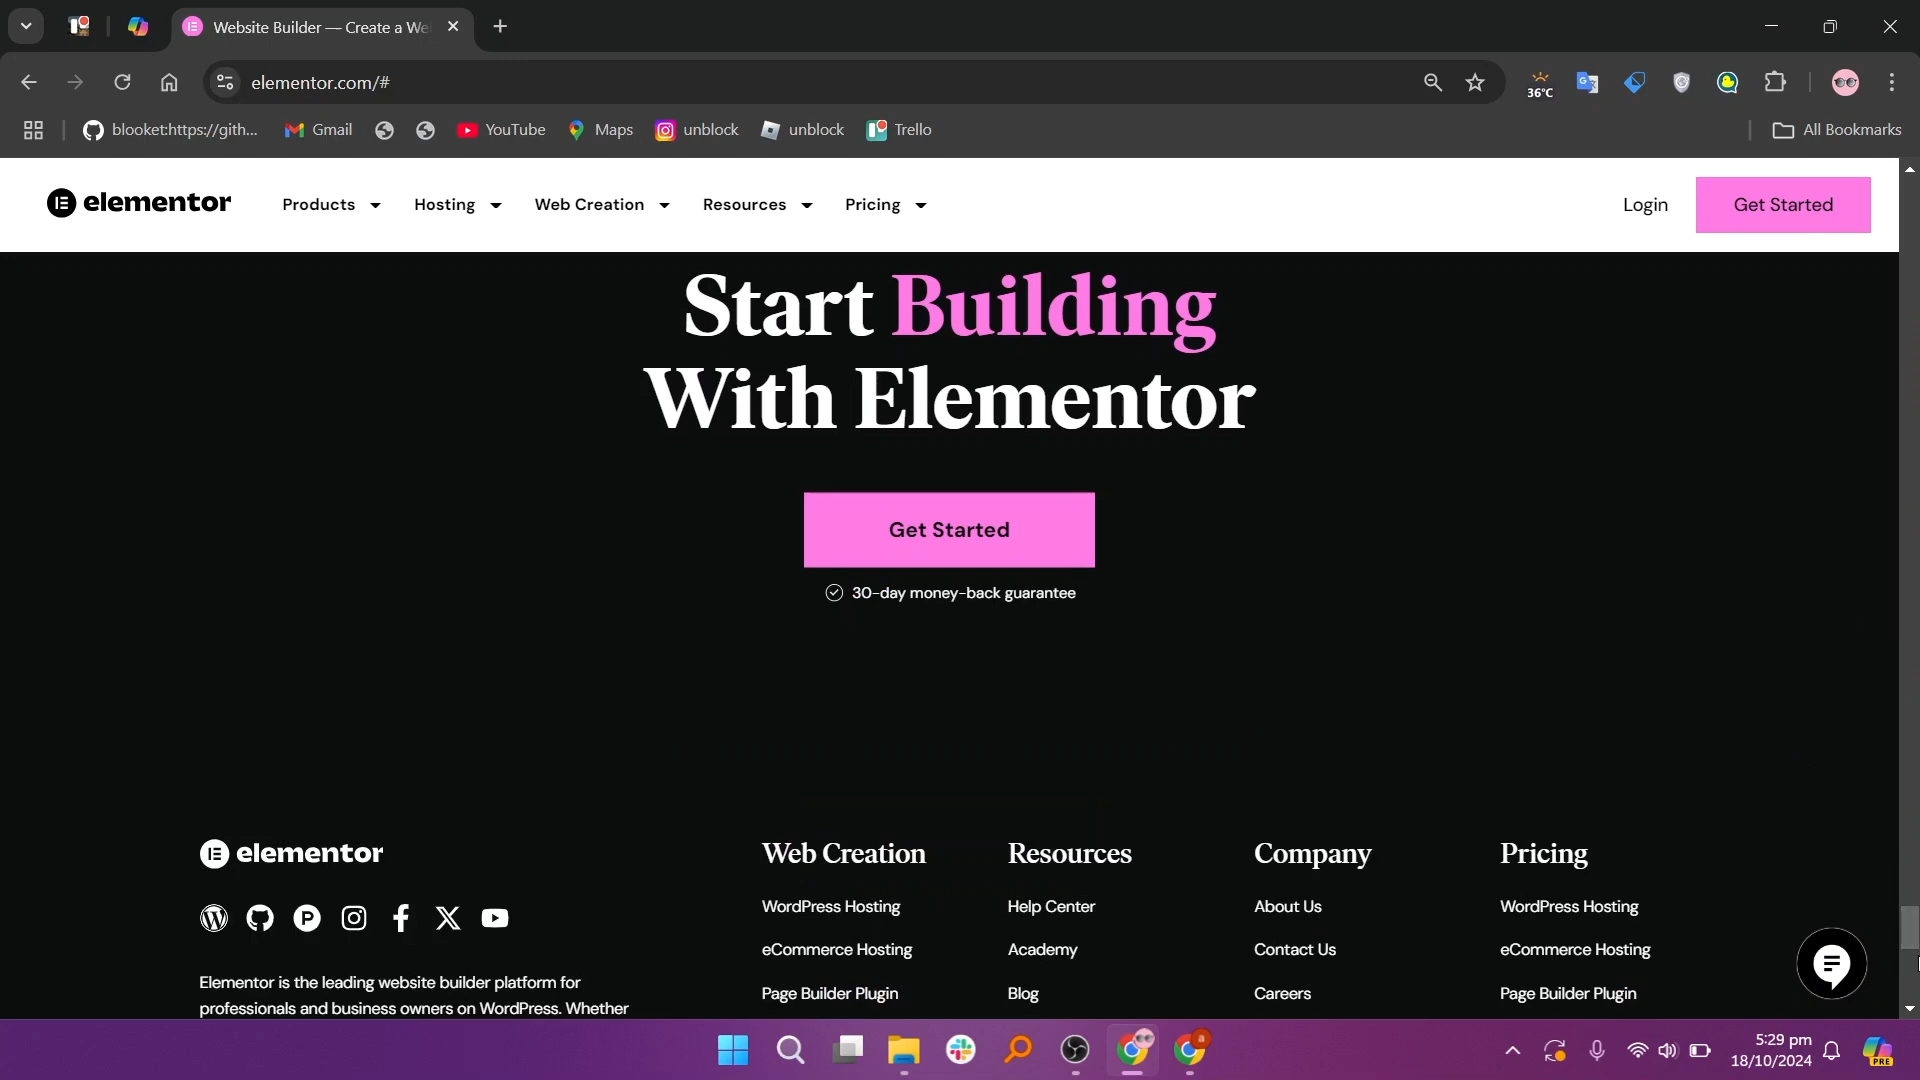 Website Builder — Create a We
elementor.com/#
36°C
blooket:https://gith...
Gmail
YouTube
Maps
unblock
unblock
Trello
All Bookmarks
elementor
Products
Hosting
Web Creation
Resources
Pricing
Login
Get Started
Start Building
With Elementor
Get Started
30-day money-back guarantee
elementor
Web Creation
Resources
Company
Pricing
WordPress Hosting
Help Center
About Us
WordPress Hosting
eCommerce Hosting
Academy
Contact Us
eCommerce Hosting
Page Builder Plugin
Blog
Careers
Page Builder Plugin
Elementor is the leading website builder platform for
professionals and business owners on WordPress. Whether
5:29 pm
18/10/2024
PRE